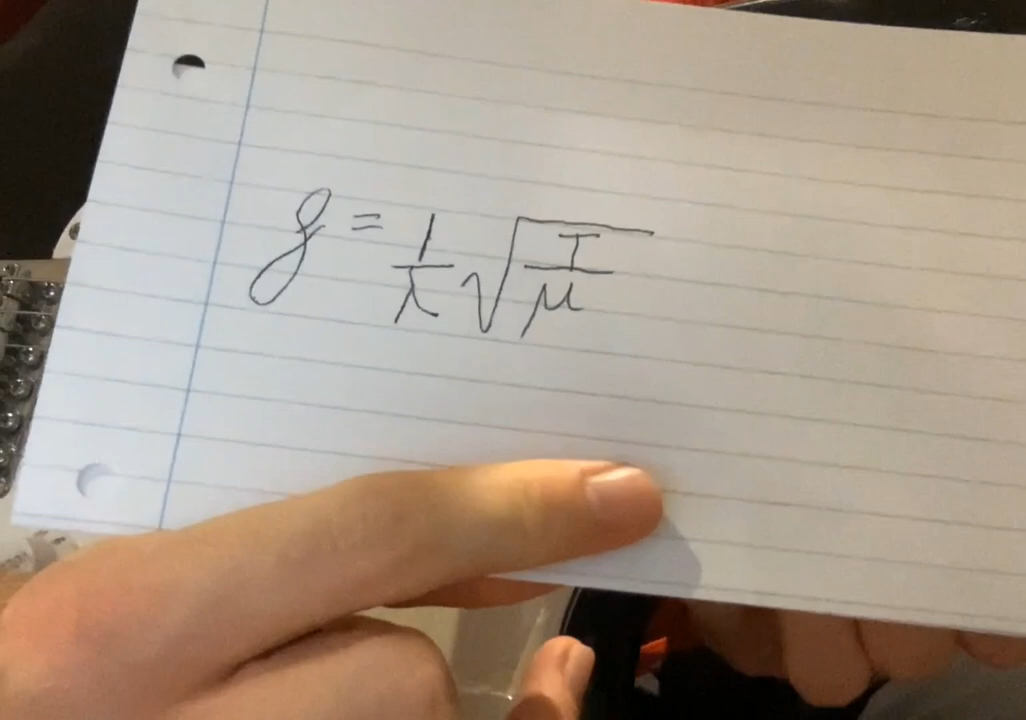 f = 1/λ √(T/μ)